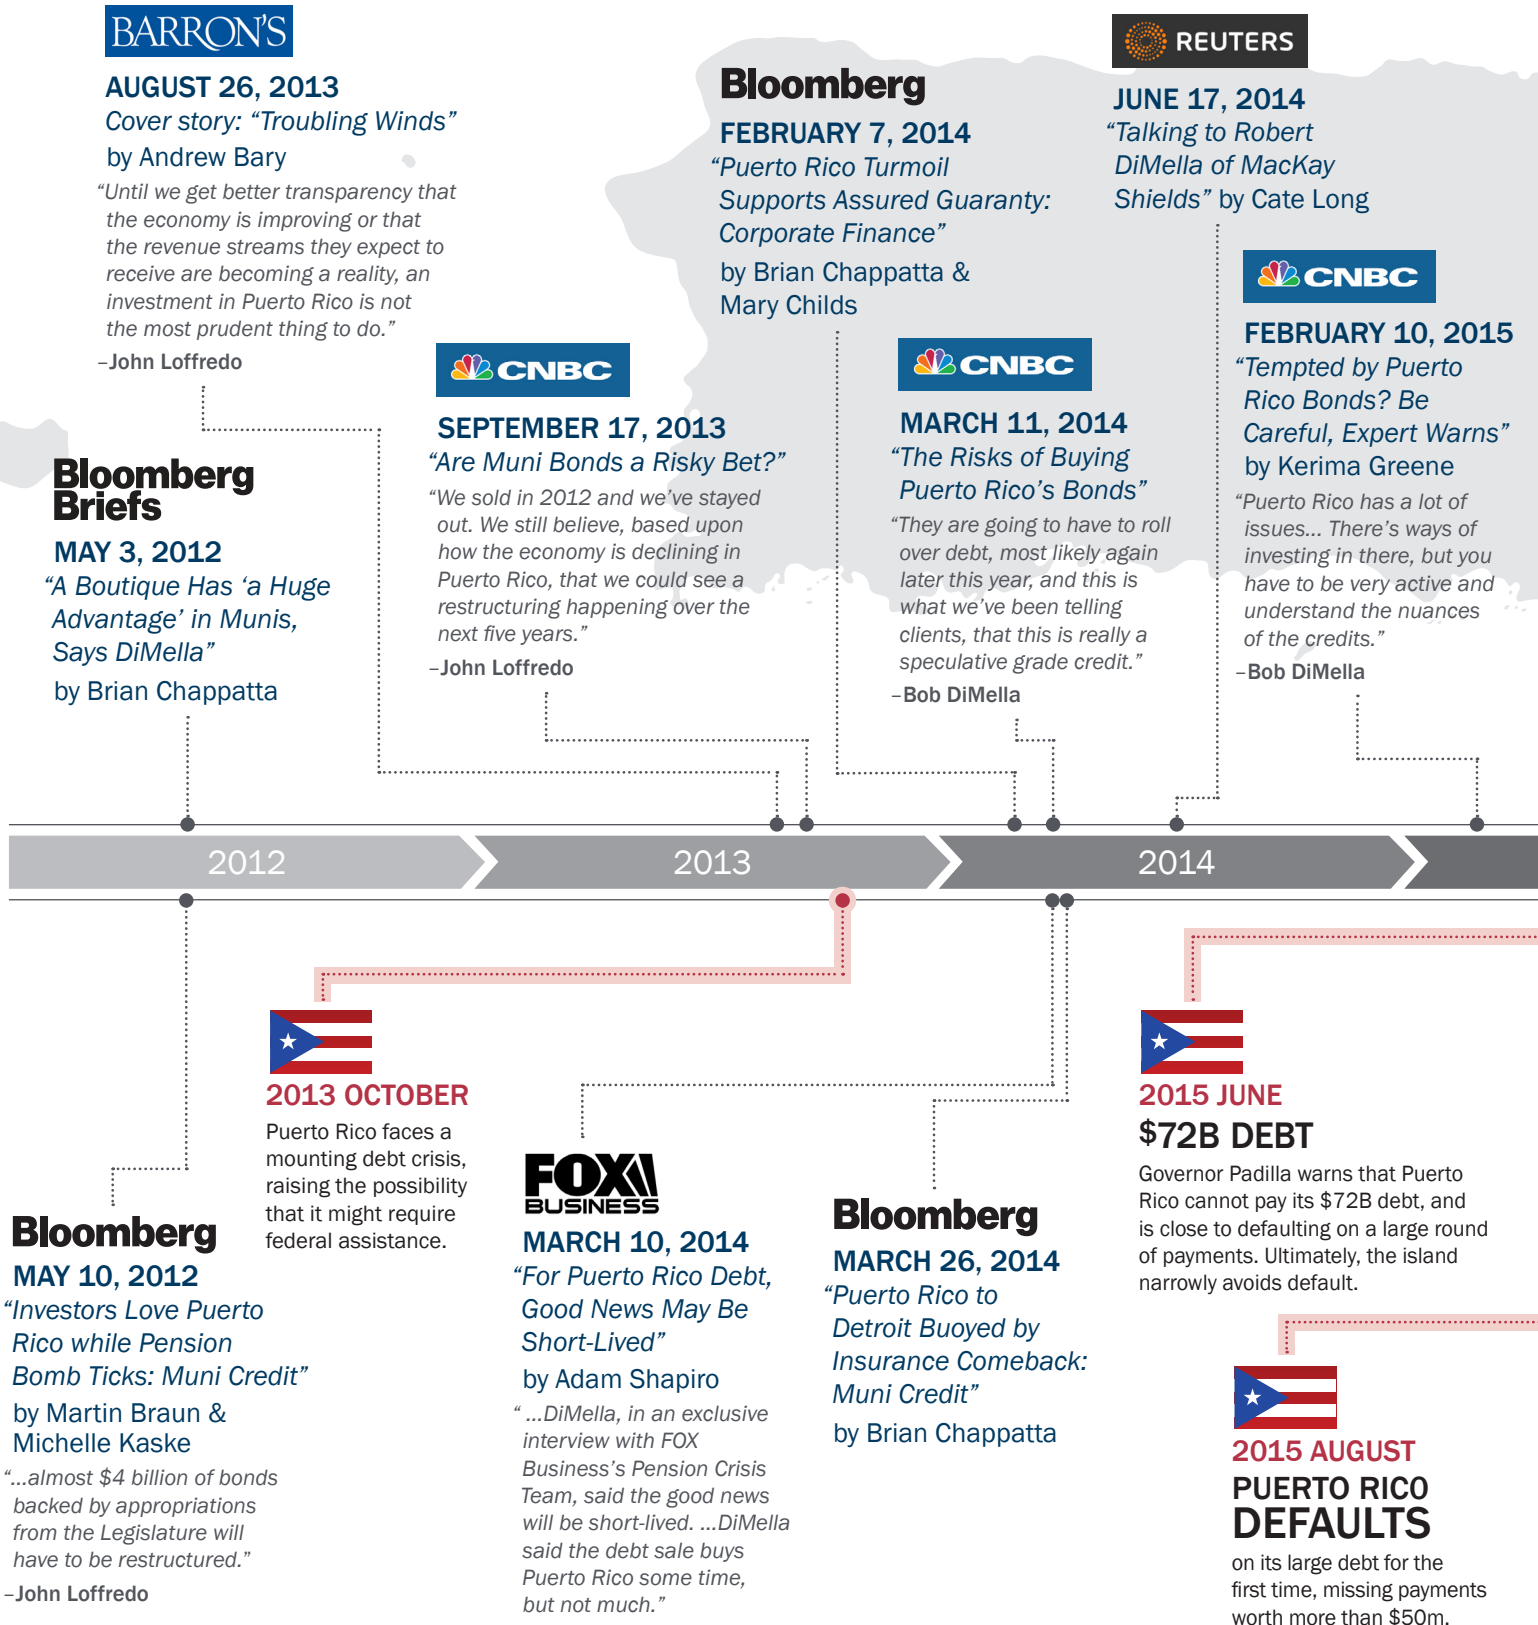 BARRON'S
AUGUST 26, 2013
Cover story: “Troubling Winds”
by Andrew Bary
“Until we get better transparency that
the economy is improving or that
the revenue streams they expect to
receive are becoming a reality, an
investment in Puerto Rico is not
the most prudent thing to do.”
–John Loffredo
Bloomberg
Briefs
MAY 3, 2012
“A Boutique Has ‘a Huge
Advantage’ in Munis,
Says DiMella”
by Brian Chappatta
CNBC
SEPTEMBER 17, 2013
“Are Muni Bonds a Risky Bet?”
“We sold in 2012 and we’ve stayed
out. We still believe, based upon
how the economy is declining in
Puerto Rico, that we could see a
restructuring happening over the
next five years.”
–John Loffredo
Bloomberg
FEBRUARY 7, 2014
“Puerto Rico Turmoil
Supports Assured Guaranty:
Corporate Finance”
by Brian Chappatta &
Mary Childs
CNBC
MARCH 11, 2014
“The Risks of Buying
Puerto Rico’s Bonds”
“They are going to have to roll
over debt, most likely again
later this year, and this is
what we’ve been telling
clients, that this is really a
speculative grade credit.”
–Bob DiMella
REUTERS
JUNE 17, 2014
“Talking to Robert
DiMella of MacKay
Shields” by Cate Long
CNBC
FEBRUARY 10, 2015
“Tempted by Puerto
Rico Bonds? Be
Careful, Expert Warns”
by Kerima Greene
“Puerto Rico has a lot of
issues... There’s ways of
investing in there, but you
have to be very active and
understand the nuances
of the credits.”
–Bob DiMella
2012
2013
2014
Bloomberg
MAY 10, 2012
“Investors Love Puerto
Rico while Pension
Bomb Ticks: Muni Credit”
by Martin Braun &
Michelle Kaske
“...almost $4 billion of bonds
backed by appropriations
from the Legislature will
have to be restructured.”
–John Loffredo
2013 OCTOBER
Puerto Rico faces a
mounting debt crisis,
raising the possibility
that it might require
federal assistance.
FOX
BUSINESS
MARCH 10, 2014
“For Puerto Rico Debt,
Good News May Be
Short-Lived”
by Adam Shapiro
“ ...DiMella, in an exclusive
interview with FOX
Business’s Pension Crisis
Team, said the good news
will be short-lived. ...DiMella
said the debt sale buys
Puerto Rico some time,
but not much.”
Bloomberg
MARCH 26, 2014
“Puerto Rico to
Detroit Buoyed by
Insurance Comeback:
Muni Credit”
by Brian Chappatta
2015 JUNE
$72B DEBT
Governor Padilla warns that Puerto
Rico cannot pay its $72B debt, and
is close to defaulting on a large round
of payments. Ultimately, the island
narrowly avoids default.
2015 AUGUST
PUERTO RICO
DEFAULTS
on its large debt for the
first time, missing payments
worth more than $50m.